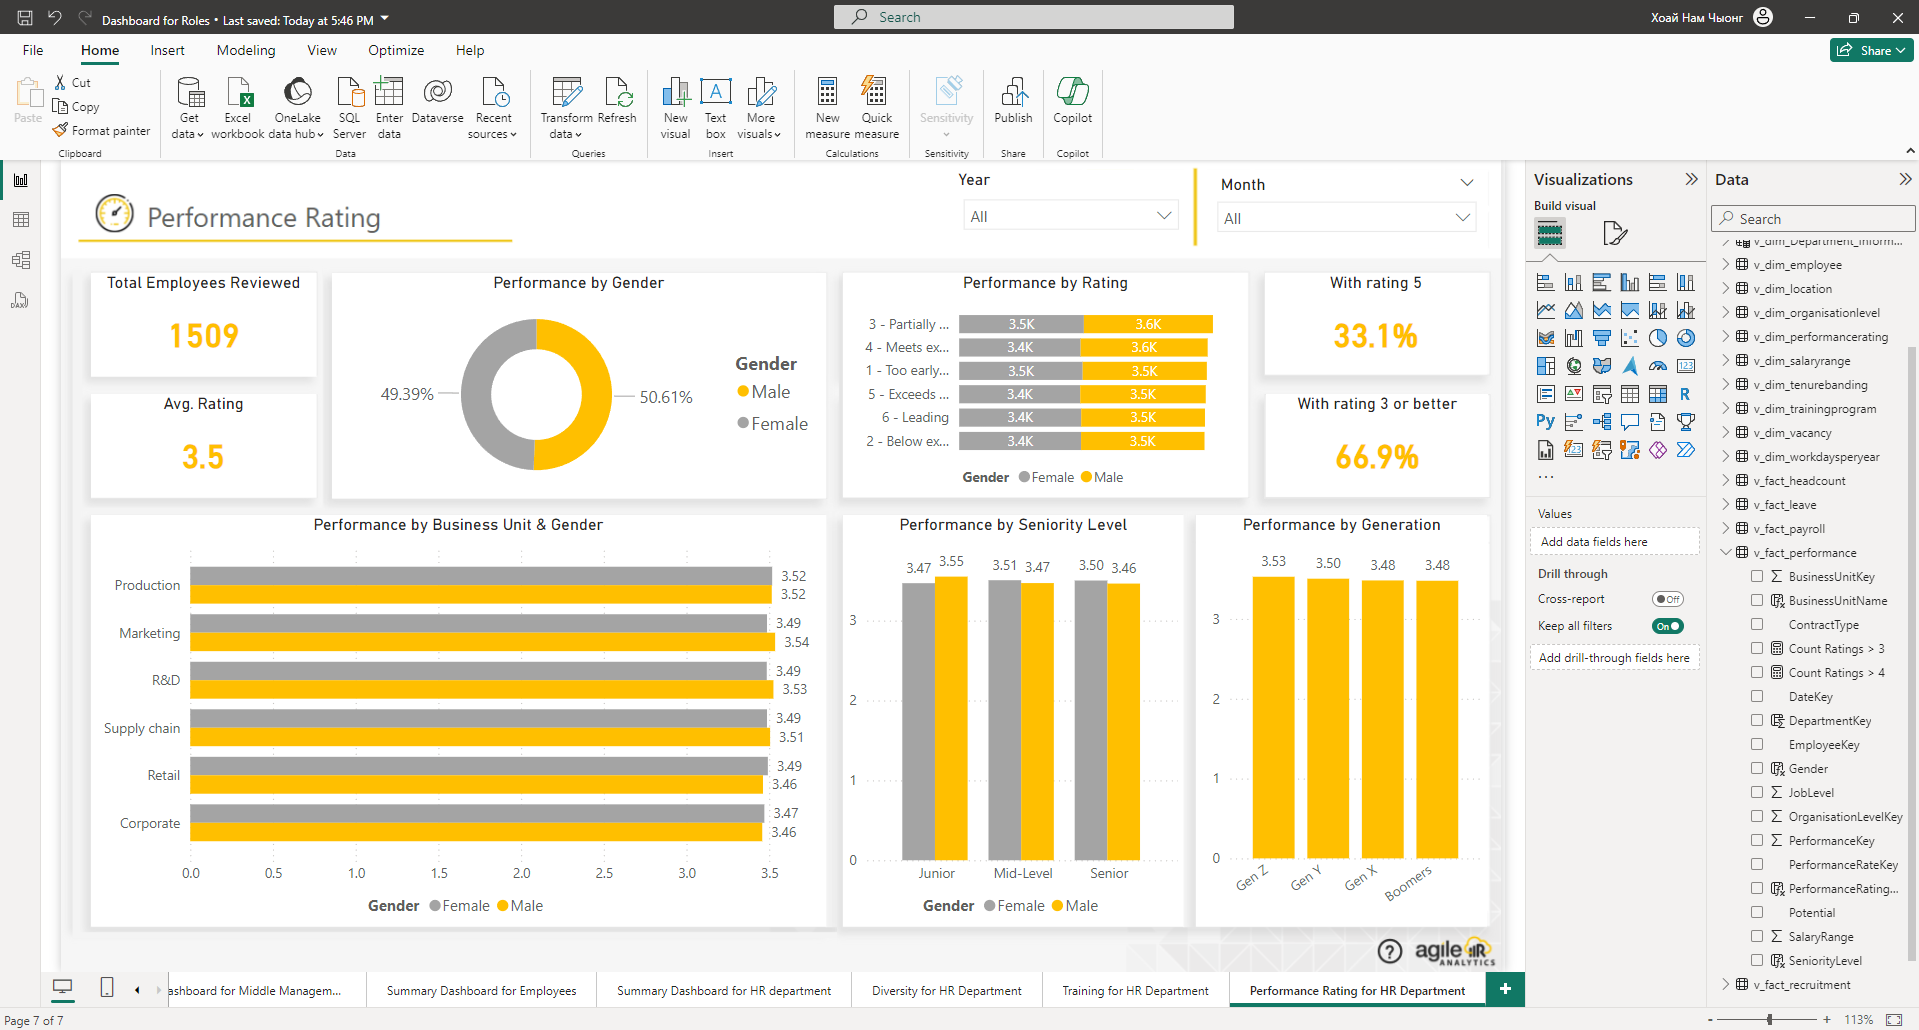 Dashboard for Roles • Last saved: Today at 5:46 PM
Search
Хоай Нам Чыонг
File
Home
Insert
Modeling
View
Optimize
Help
Share
Paste
Cut
Copy
Format painter
Clipboard
Get data
Excel workbook
OneLake data hub
SQL Server
Enter data
Dataverse
Recent sources
Data
Transform data
Refresh
Queries
New visual
Text box
More visuals
Insert
New measure
Quick measure
Calculations
Sensitivity
Sensitivity
Publish
Share
Copilot
Copilot
Performance Rating
Year
All
Month
All
Total Employees Reviewed
1509
Avg. Rating
3.5
Performance by Gender
49.39%
50.61%
Gender
Male
Female
Performance by Rating
3 - Partially ... 3.5K 3.6K
4 - Meets ex... 3.4K 3.6K
1 - Too early... 3.5K 3.5K
5 - Exceeds ... 3.4K 3.5K
6 - Leading 3.4K 3.5K
2 - Below ex... 3.4K 3.5K
Gender Female Male
With rating 5
33.1%
With rating 3 or better
66.9%
Performance by Business Unit & Gender
Production 3.52
3.52
Marketing 3.49
3.54
R&D 3.49
3.53
Supply chain 3.49
3.51
Retail 3.49
3.46
Corporate 3.47
3.46
0.0 0.5 1.0 1.5 2.0 2.5 3.0 3.5
Gender Female Male
Performance by Seniority Level
3.47 3.55 3.51 3.47 3.50 3.46
3
2
1
0
Junior Mid-Level Senior
Gender Female Male
Performance by Generation
3.53 3.50 3.48 3.48
3
2
1
0
Gen Z Gen Y Gen X Boomers
?
agile HR
ANALYTICS
Visualizations
Build visual
123
R
Py
123
...
Values
Add data fields here
Drill through
Cross-report
Off
Keep all filters
On
Add drill-through fields here
Data
Search
v_dim_Department_Inform...
v_dim_employee
v_dim_location
v_dim_organisationlevel
v_dim_performancerating
v_dim_salaryrange
v_dim_tenurebanding
v_dim_trainingprogram
v_dim_vacancy
v_dim_workdaysperyear
v_fact_headcount
v_fact_leave
v_fact_payroll
v_fact_performance
BusinessUnitKey
BusinessUnitName
ContractType
Count Ratings > 3
Count Ratings > 4
DateKey
DepartmentKey
EmployeeKey
Gender
JobLevel
OrganisationLevelKey
PerformanceKey
PerformanceRateKey
PerformanceRating...
Potential
SalaryRange
SeniorityLevel
v_fact_recruitment
DAX
ashboard for Middle Managem...
Summary Dashboard for Employees
Summary Dashboard for HR department
Diversity for HR Department
Training for HR Department
Performance Rating for HR Department
+
Page 7 of 7
- + 113%